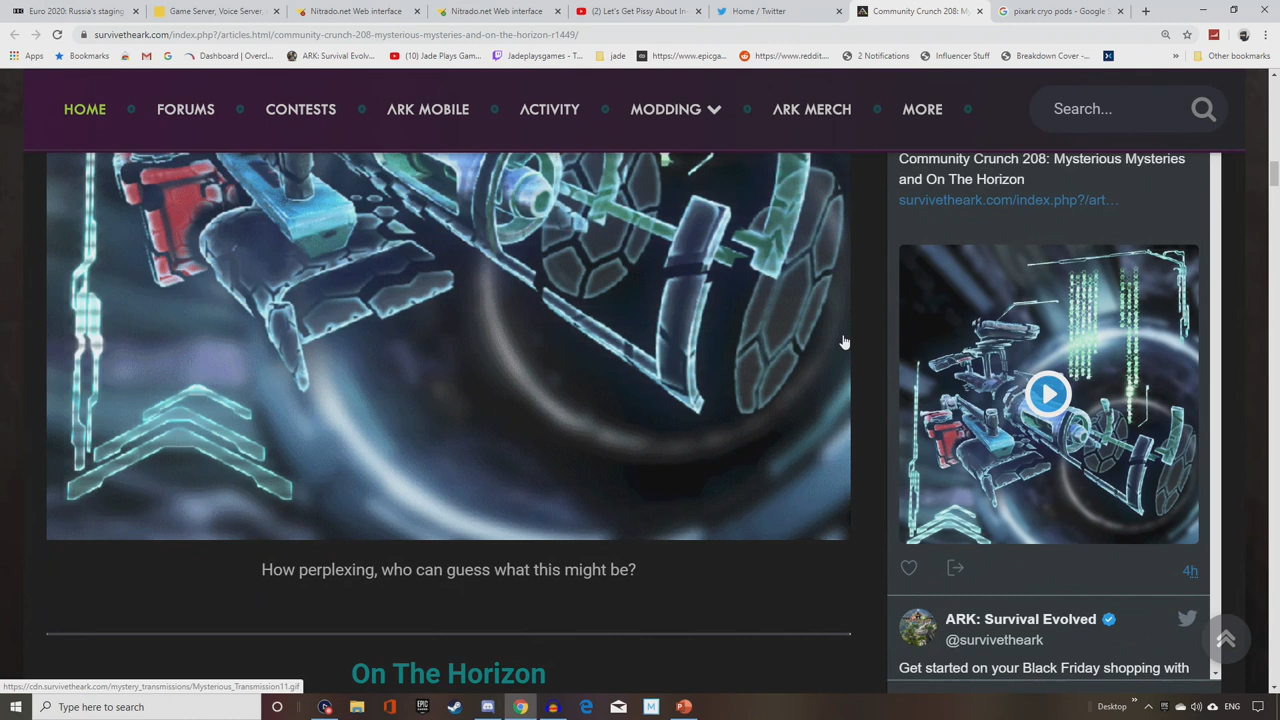 Euro 2020: Russia's staging
Game Server, Voice Server,
Nitrado.net Web interface
Nitrado.net Web interface
(2) Let's Get Pissy About In-
Home / Twitter
Community Crunch 208: My
pixark cryo pods - Google S
survivetheark.com/index.php?/articles.html/community-crunch-208-mysterious-mysteries-and-on-the-horizon-r1449/
Apps
Bookmarks
Dashboard | Overcl...
ARK: Survival Evolv...
(10) Jade Plays Gam...
Jadeplaysgames - T...
jade
https://www.epicga...
https://www.reddit....
2 Notifications
Influencer Stuff
Breakdown Cover -...
»
Other bookmarks
HOME
FORUMS
CONTESTS
ARK MOBILE
ACTIVITY
MODDING
ARK MERCH
MORE
Search...
Community Crunch 208: Mysterious Mysteries
and On The Horizon
survivetheark.com/index.php?/art…
4h
How perplexing, who can guess what this might be?
ARK: Survival Evolved
@survivetheark
Get started on your Black Friday shopping with
On The Horizon
https://cdn.survivetheark.com/mystery_transmissions/Mysterious_Transmission11.gif
Type here to search
Desktop
ENG